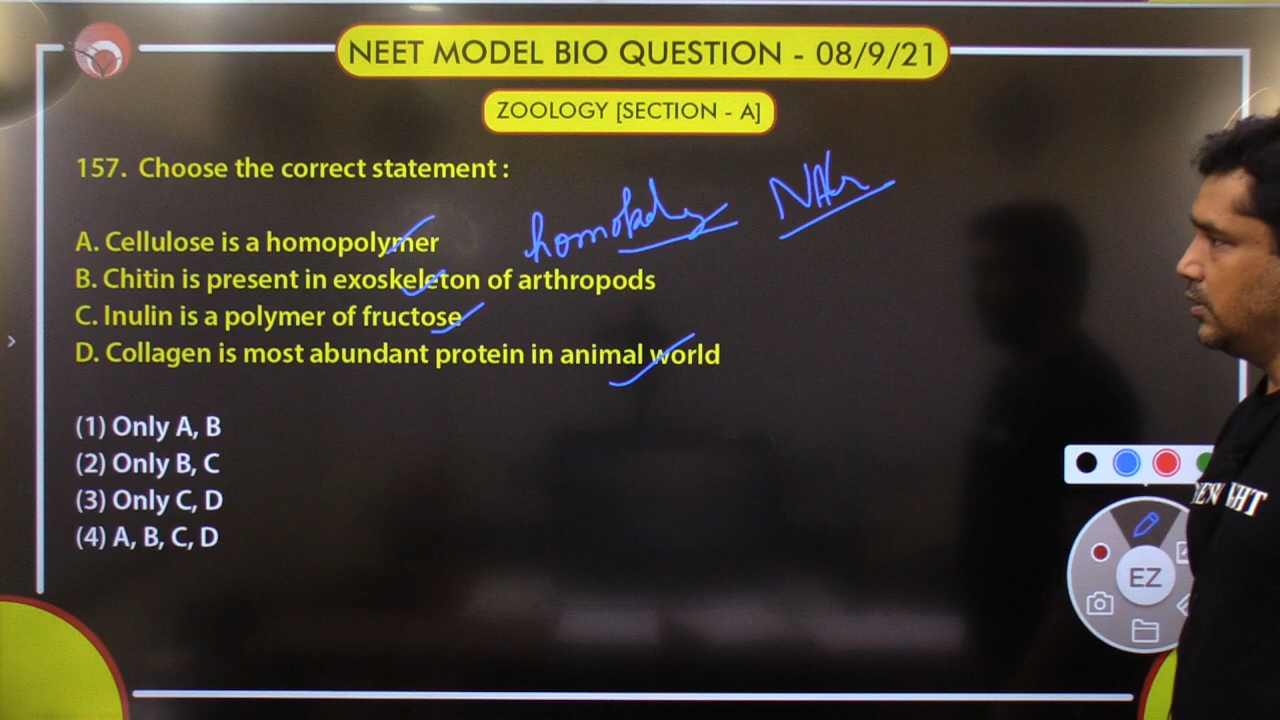 NEET MODEL BIO QUESTION - 08/9/21
ZOOLOGY [SECTION - A]
157. Choose the correct statement :
A. Cellulose is a homopolymer
B. Chitin is present in exoskeleton of arthropods
C. Inulin is a polymer of fructose
D. Collagen is most abundant protein in animal world
(1) Only A, B
(2) Only B, C
(3) Only C, D
(4) A, B, C, D
EZ